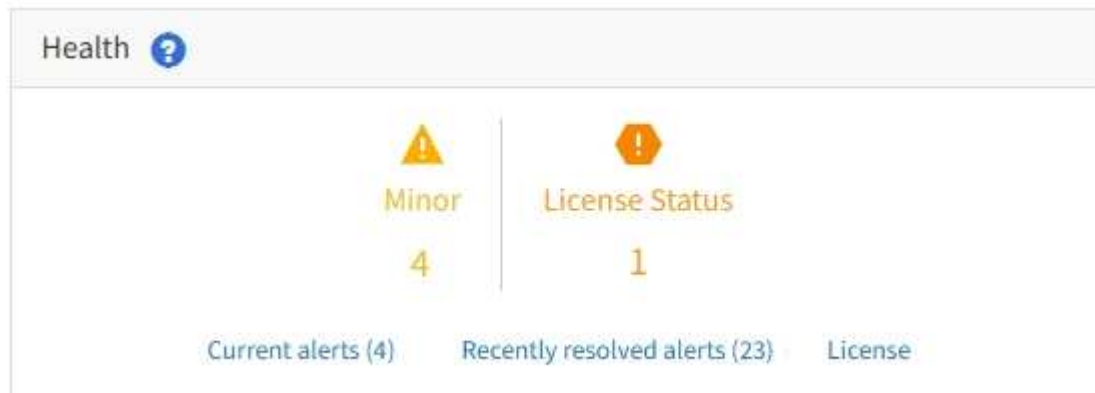 Health ?
! !
Minor License Status
4 1
Current alerts (4) Recently resolved alerts (23) License